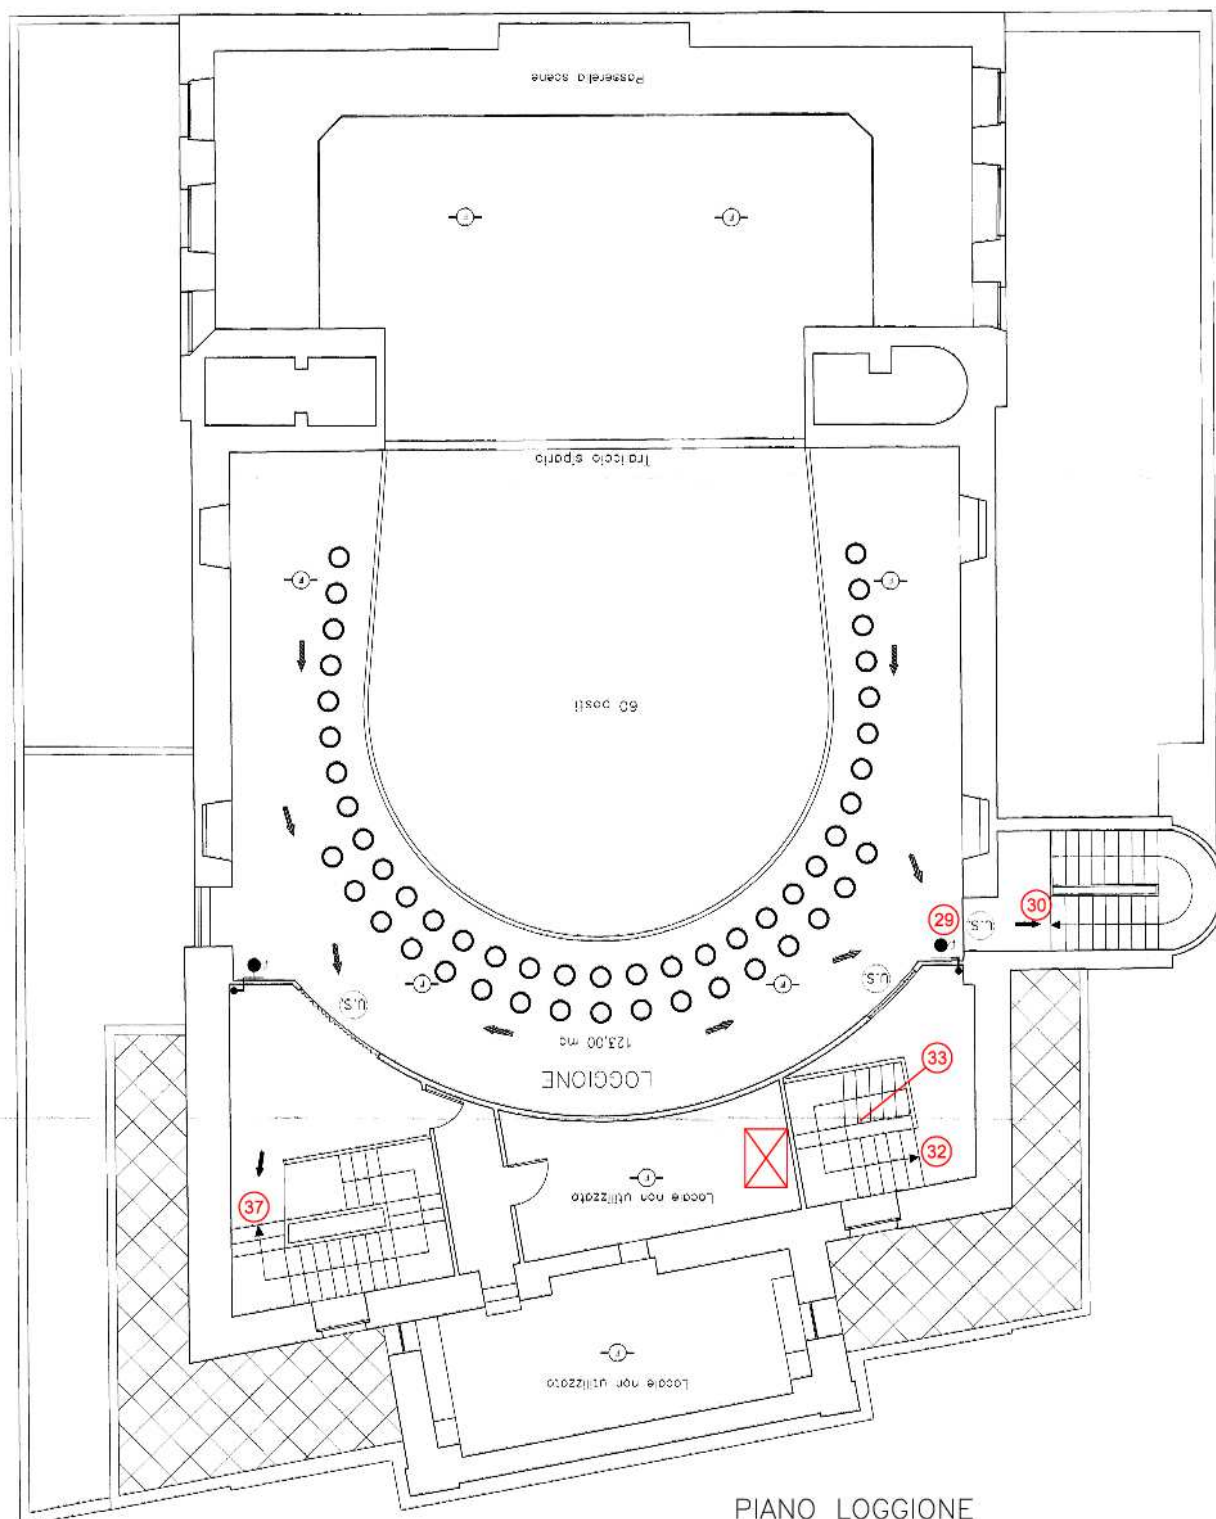 Passerella scene
F
F
Traliccio sipario
F
F
60 posti
29
30
U.S.
U.S.
U.S.
F
F
123,00 mq
LOGGIONE
33
32
F
Locale non utilizzato
37
F
Locale non utilizzato
PIANO LOGGIONE